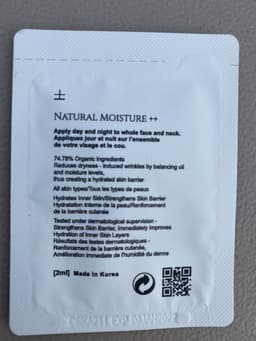 ±
NATURAL MOISTURE ++
Apply day and night to whole face and neck.
Appliquez jour et nuit sur l'ensemble
de votre visage et le cou.
74.78% Organic Ingredients
Reduces dryness - induced wrinkles by balancing oil
and moisture levels,
thus creating a hydrated skin barrier
All skin types/Tous les types de peaux
Hydrates Inner Skin/Strengthens Skin Barrier
Hydratation interne de la peau/Renforcement
de la barrière cutanée
Tested under dermatological supervision -
Strengthens Skin Barrier, Immediately improves
Hydration of Inner Skin Layers
Résultats des testes dermatologiques -
Renforcement de la barrière cutanée,
Amélioration immédiate de l'humidité du derme
[2ml] Made in Korea
EXP